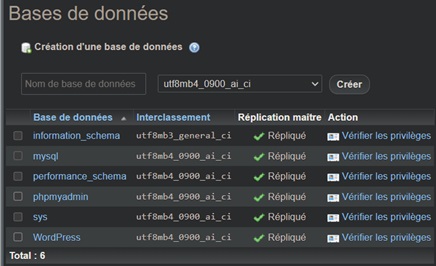 Bases de données
Création d'une base de données
Nom de base de données utf8mb4_0900_ai_ci Créer
Base de données Interclassement Réplication maître Action
information_schema utf8mb3_general_ci Répliqué Vérifier les privilèges
mysql utf8mb4_0900_ai_ci Répliqué Vérifier les privilèges
performance_schema utf8mb4_0900_ai_ci Répliqué Vérifier les privilèges
phpmyadmin utf8mb4_0900_ai_ci Répliqué Vérifier les privilèges
sys utf8mb4_0900_ai_ci Répliqué Vérifier les privilèges
WordPress utf8mb4_0900_ai_ci Répliqué Vérifier les privilèges
Total : 6